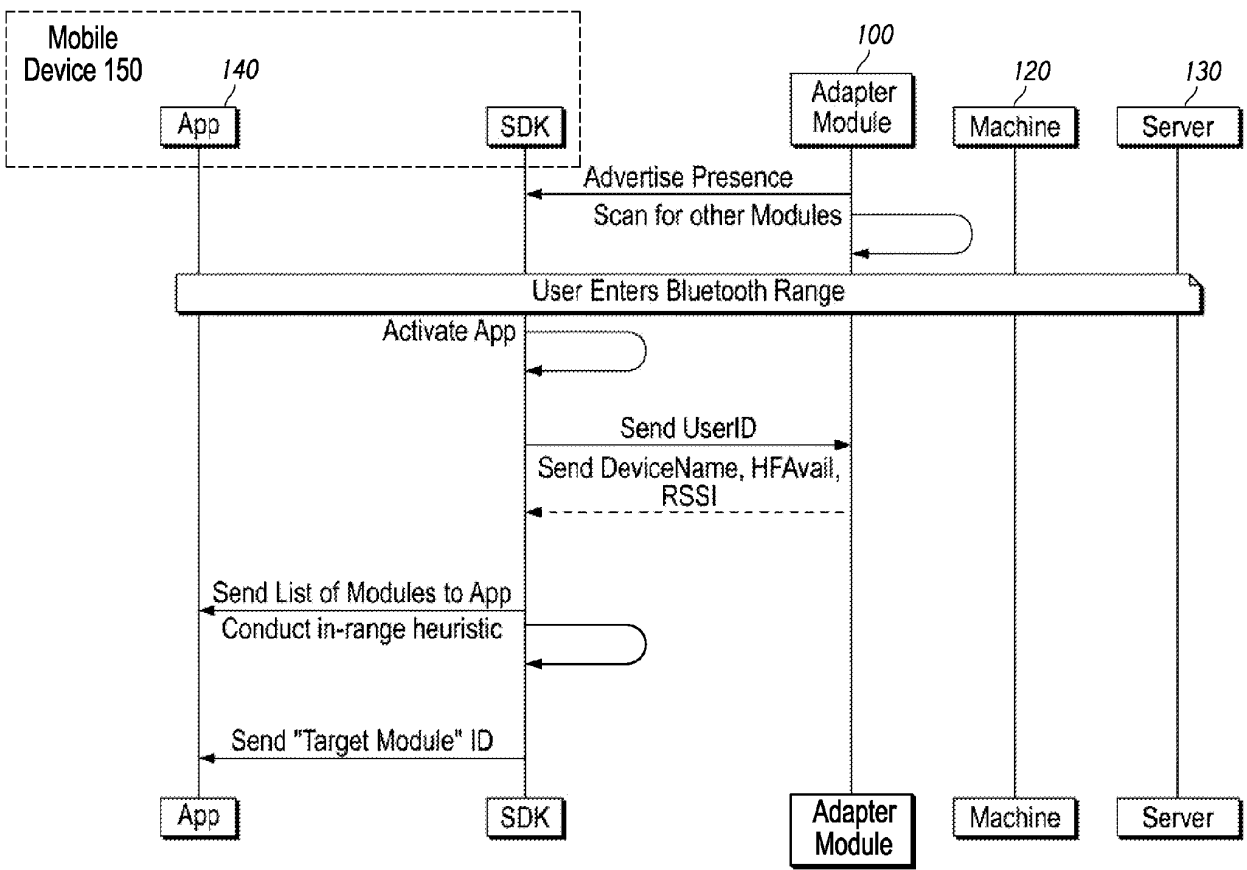 Mobile
Device 150
140
100
120
130
App
SDK
Adapter
Module
Machine
Server
Advertise Presence
Scan for other Modules
User Enters Bluetooth Range
Activate App
Send UserID
Send DeviceName, HFAvail,
RSSI
Send List of Modules to App
Conduct in-range heuristic
Send "Target Module" ID
App
SDK
Adapter
Module
Machine
Server